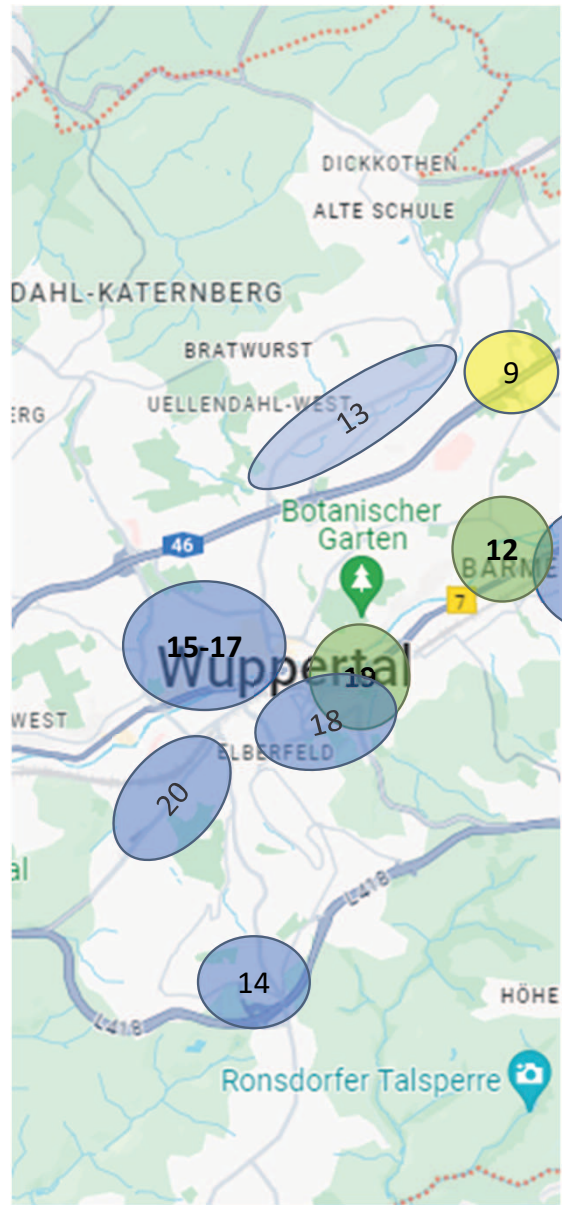 DICKKOTHEN
ALTE SCHULE
DAHL-KATERNBERG
BRATWURST
9
ERG
UELLENDAHL-WEST
13
Botanischer
Garten
46
12
BARME
7
15-17
Wuppertal
19
WEST
18
ELBERFELD
20
al
L418
14
HÖHE
L418
Ronsdorfer Talsperre